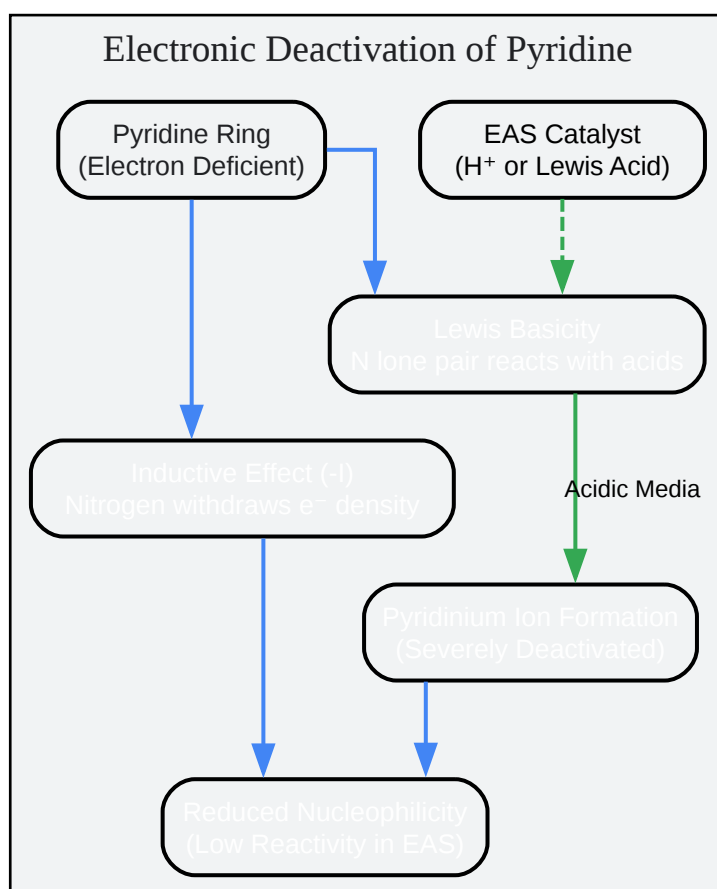 Electronic Deactivation of Pyridine
Pyridine Ring
(Electron Deficient)
EAS Catalyst
(H⁺ or Lewis Acid)
Lewis Basicity
N lone pair reacts with acids
Inductive Effect (-I)
Nitrogen withdraws e⁻ density
Acidic Media
Pyridinium Ion Formation
(Severely Deactivated)
Reduced Nucleophilicity
(Low Reactivity in EAS)